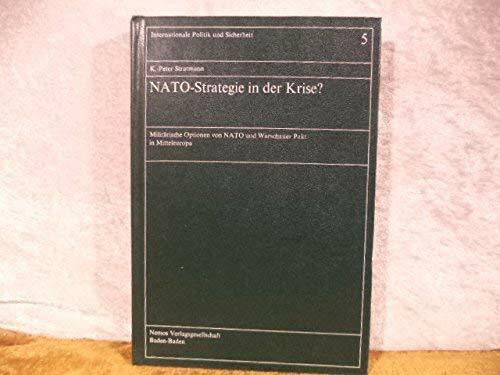 Internationale Politik und Sicherheit
5
K.-Peter Stratmann
NATO-Strategie in der Krise?
Militärische Optionen von NATO und Warschauer Pakt
in Mitteleuropa
Nomos Verlagsgesellschaft
Baden-Baden